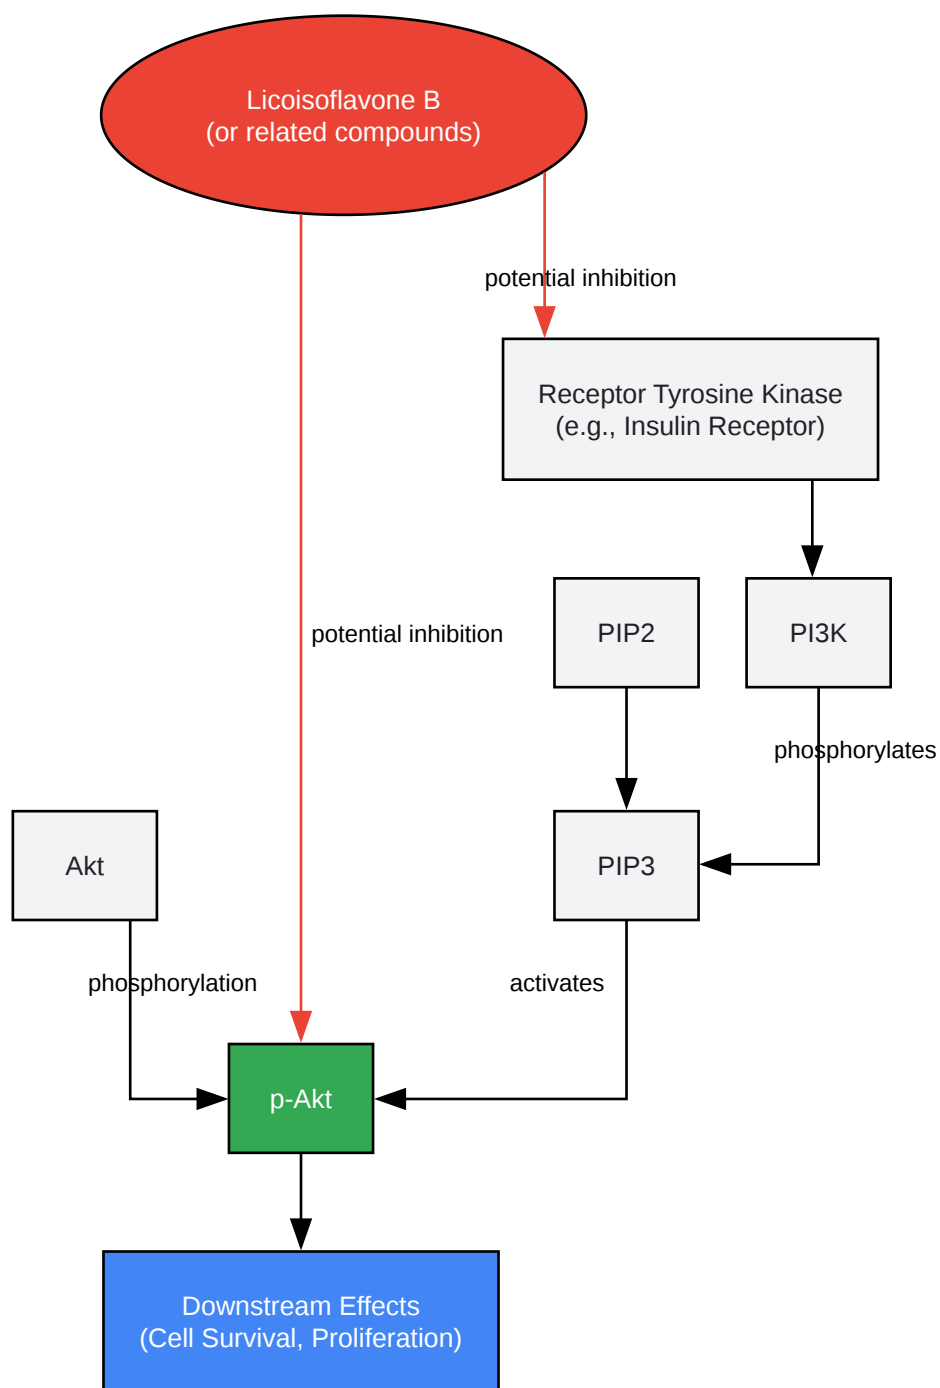 Licoisoflavone B
(or related compounds)
potential inhibition
Receptor Tyrosine Kinase
(e.g., Insulin Receptor)
PIP2
PI3K
potential inhibition
phosphorylates
Akt
PIP3
phosphorylation
activates
p-Akt
Downstream Effects
(Cell Survival, Proliferation)